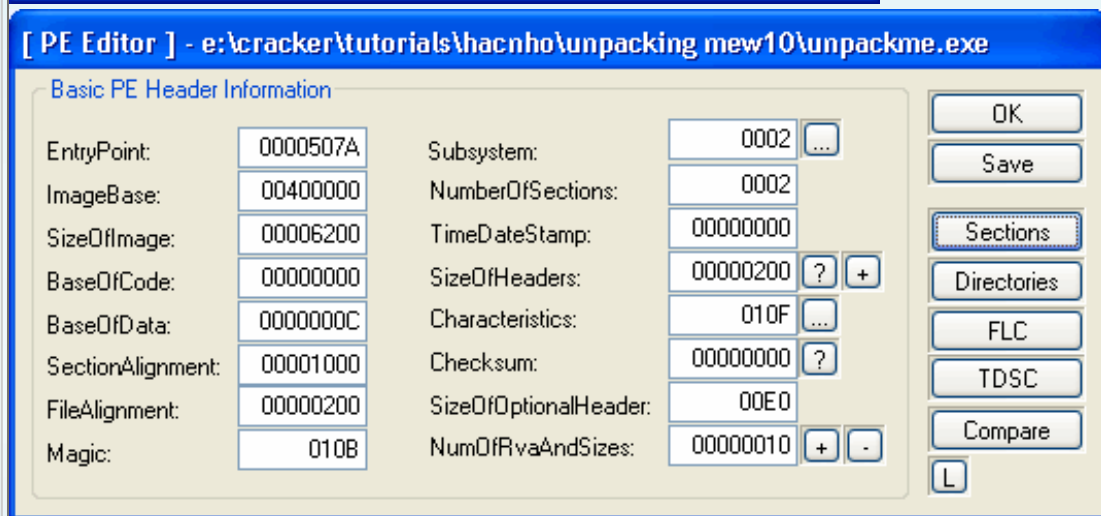 [ PE Editor ] - e:\cracker\tutorials\hacnho\unpacking mew10\unpackme.exe
Basic PE Header Information
EntryPoint: 0000507A
ImageBase: 00400000
SizeOfImage: 00006200
BaseOfCode: 00000000
BaseOfData: 0000000C
SectionAlignment: 00001000
FileAlignment: 00000200
Magic: 010B
Subsystem: 0002 ...
NumberOfSections: 0002
TimeDateStamp: 00000000
SizeOfHeaders: 00000200 ? +
Characteristics: 010F ...
Checksum: 00000000 ?
SizeOfOptionalHeader: 00E0
NumOfRvaAndSizes: 00000010 + -
OK
Save
Sections
Directories
FLC
TDSC
Compare
L